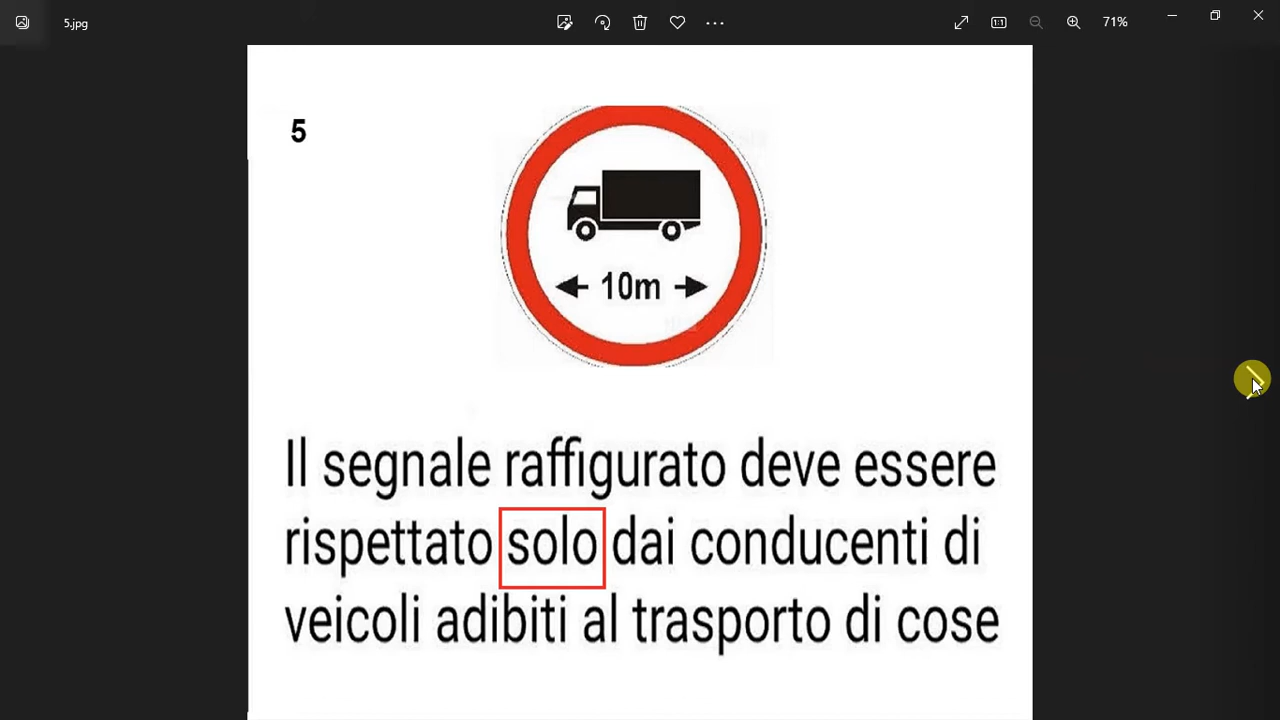 5.jpg
71%
5
10m
Il segnale raffigurato deve essere
rispettato solo dai conducenti di
veicoli adibiti al trasporto di cose